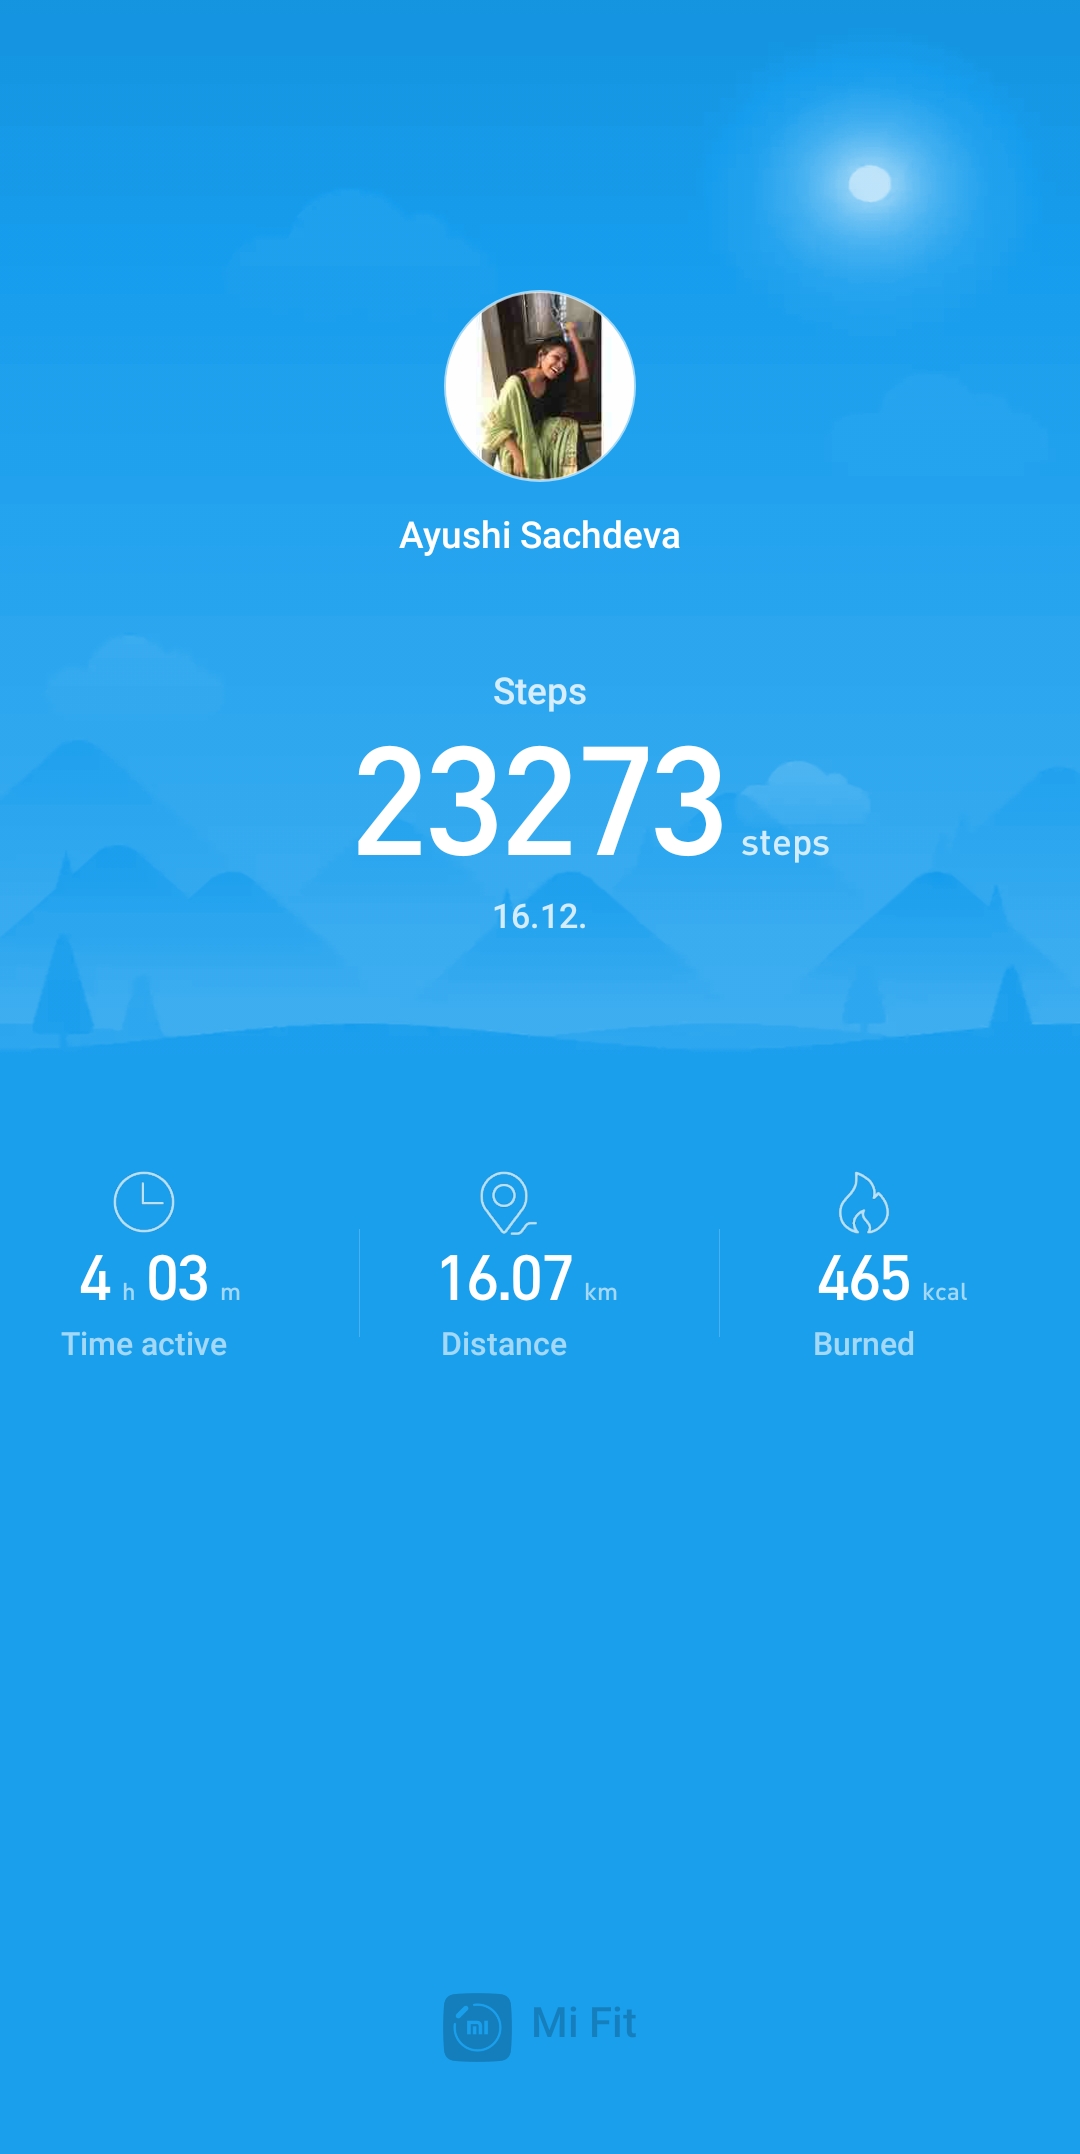 Ayushi Sachdeva
Steps
23273 steps
16.12.
4 h 03 m
Time active
16.07 km
Distance
465 kcal
Burned
mi Mi Fit